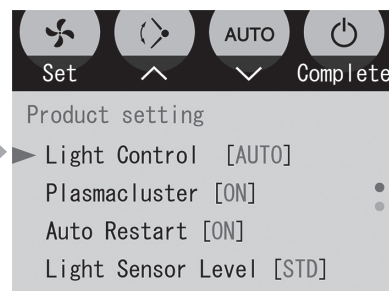 AUTO
Set Complete
Product setting
Light Control [AUTO]
Plasmacluster [ON]
Auto Restart [ON]
Light Sensor Level [STD]